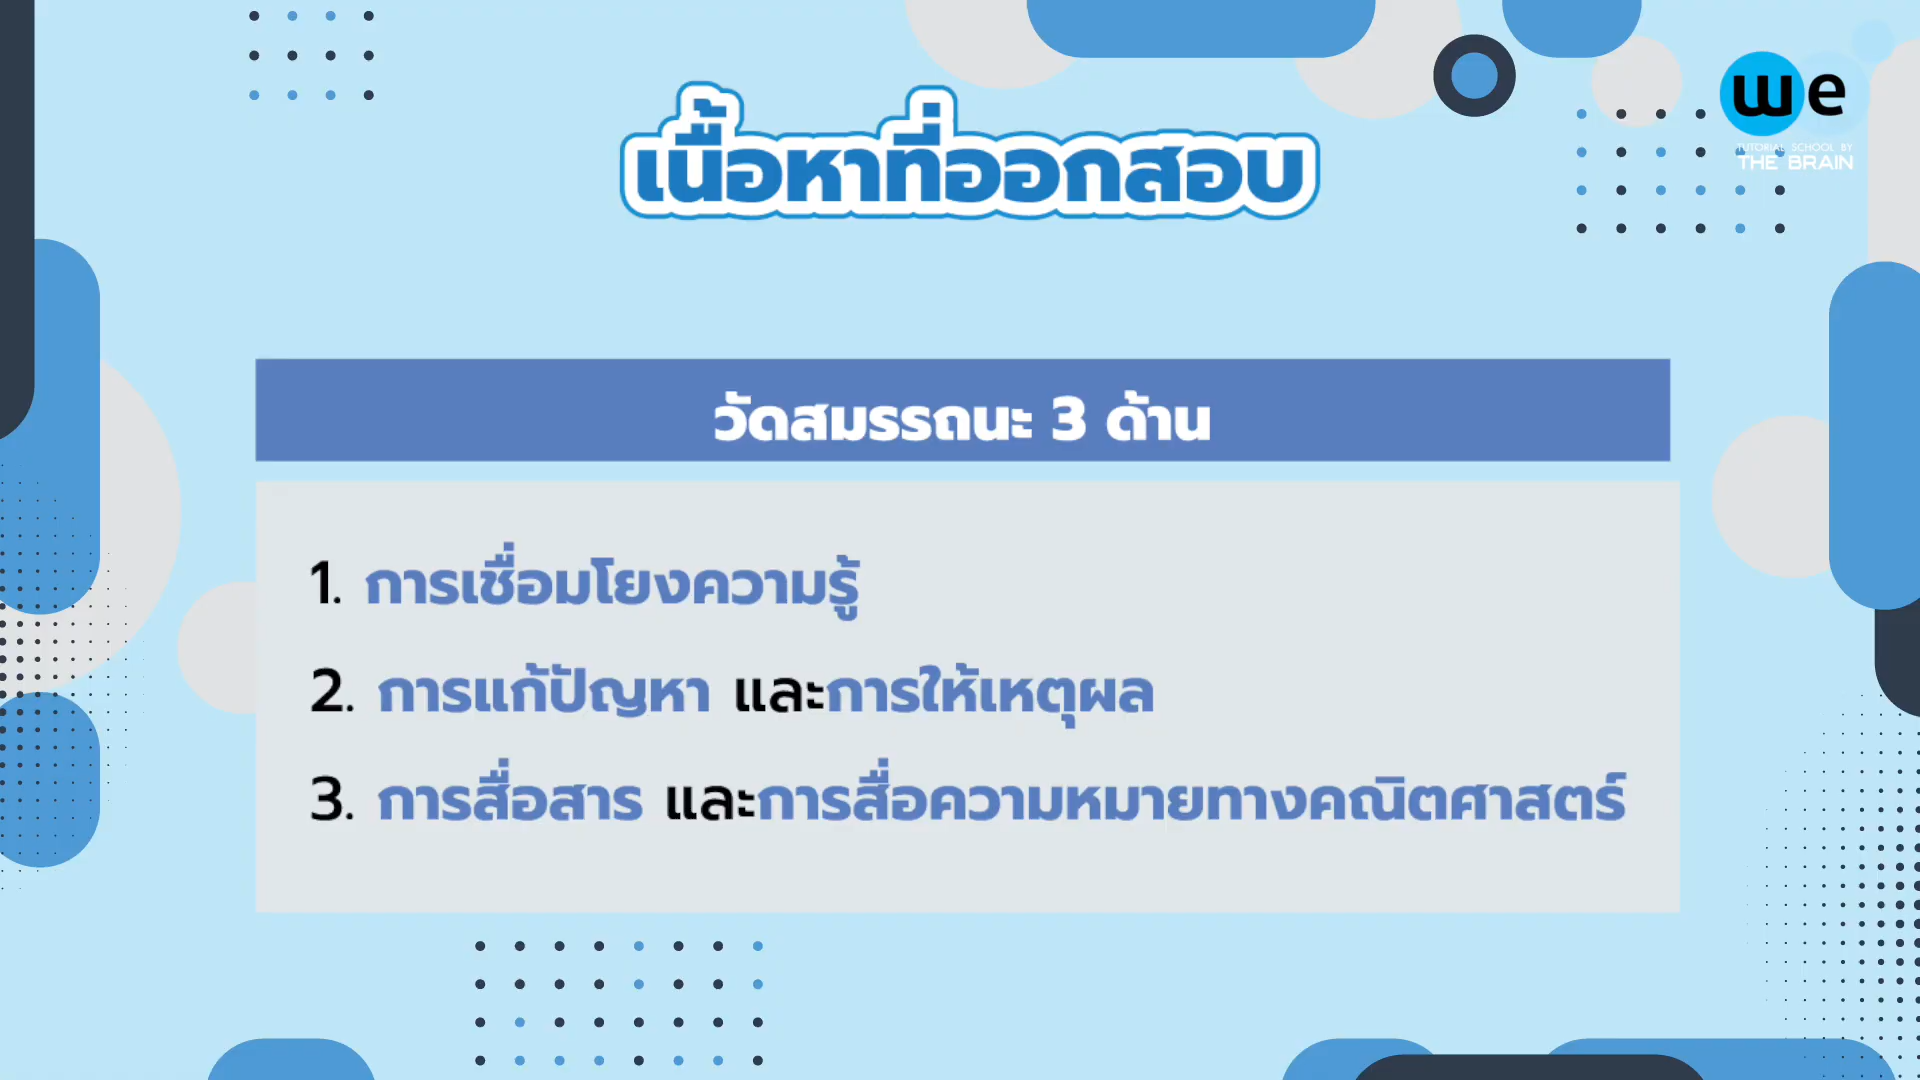 เนื้อหาที่ออกสอบ
we
TUTORIAL SCHOOL BY
THE BRAIN
วัดสมรรถนะ 3 ด้าน
1. การเชื่อมโยงความรู้
2. การแก้ปัญหา และการให้เหตุผล
3. การสื่อสาร และการสื่อความหมายทางคณิตศาสตร์